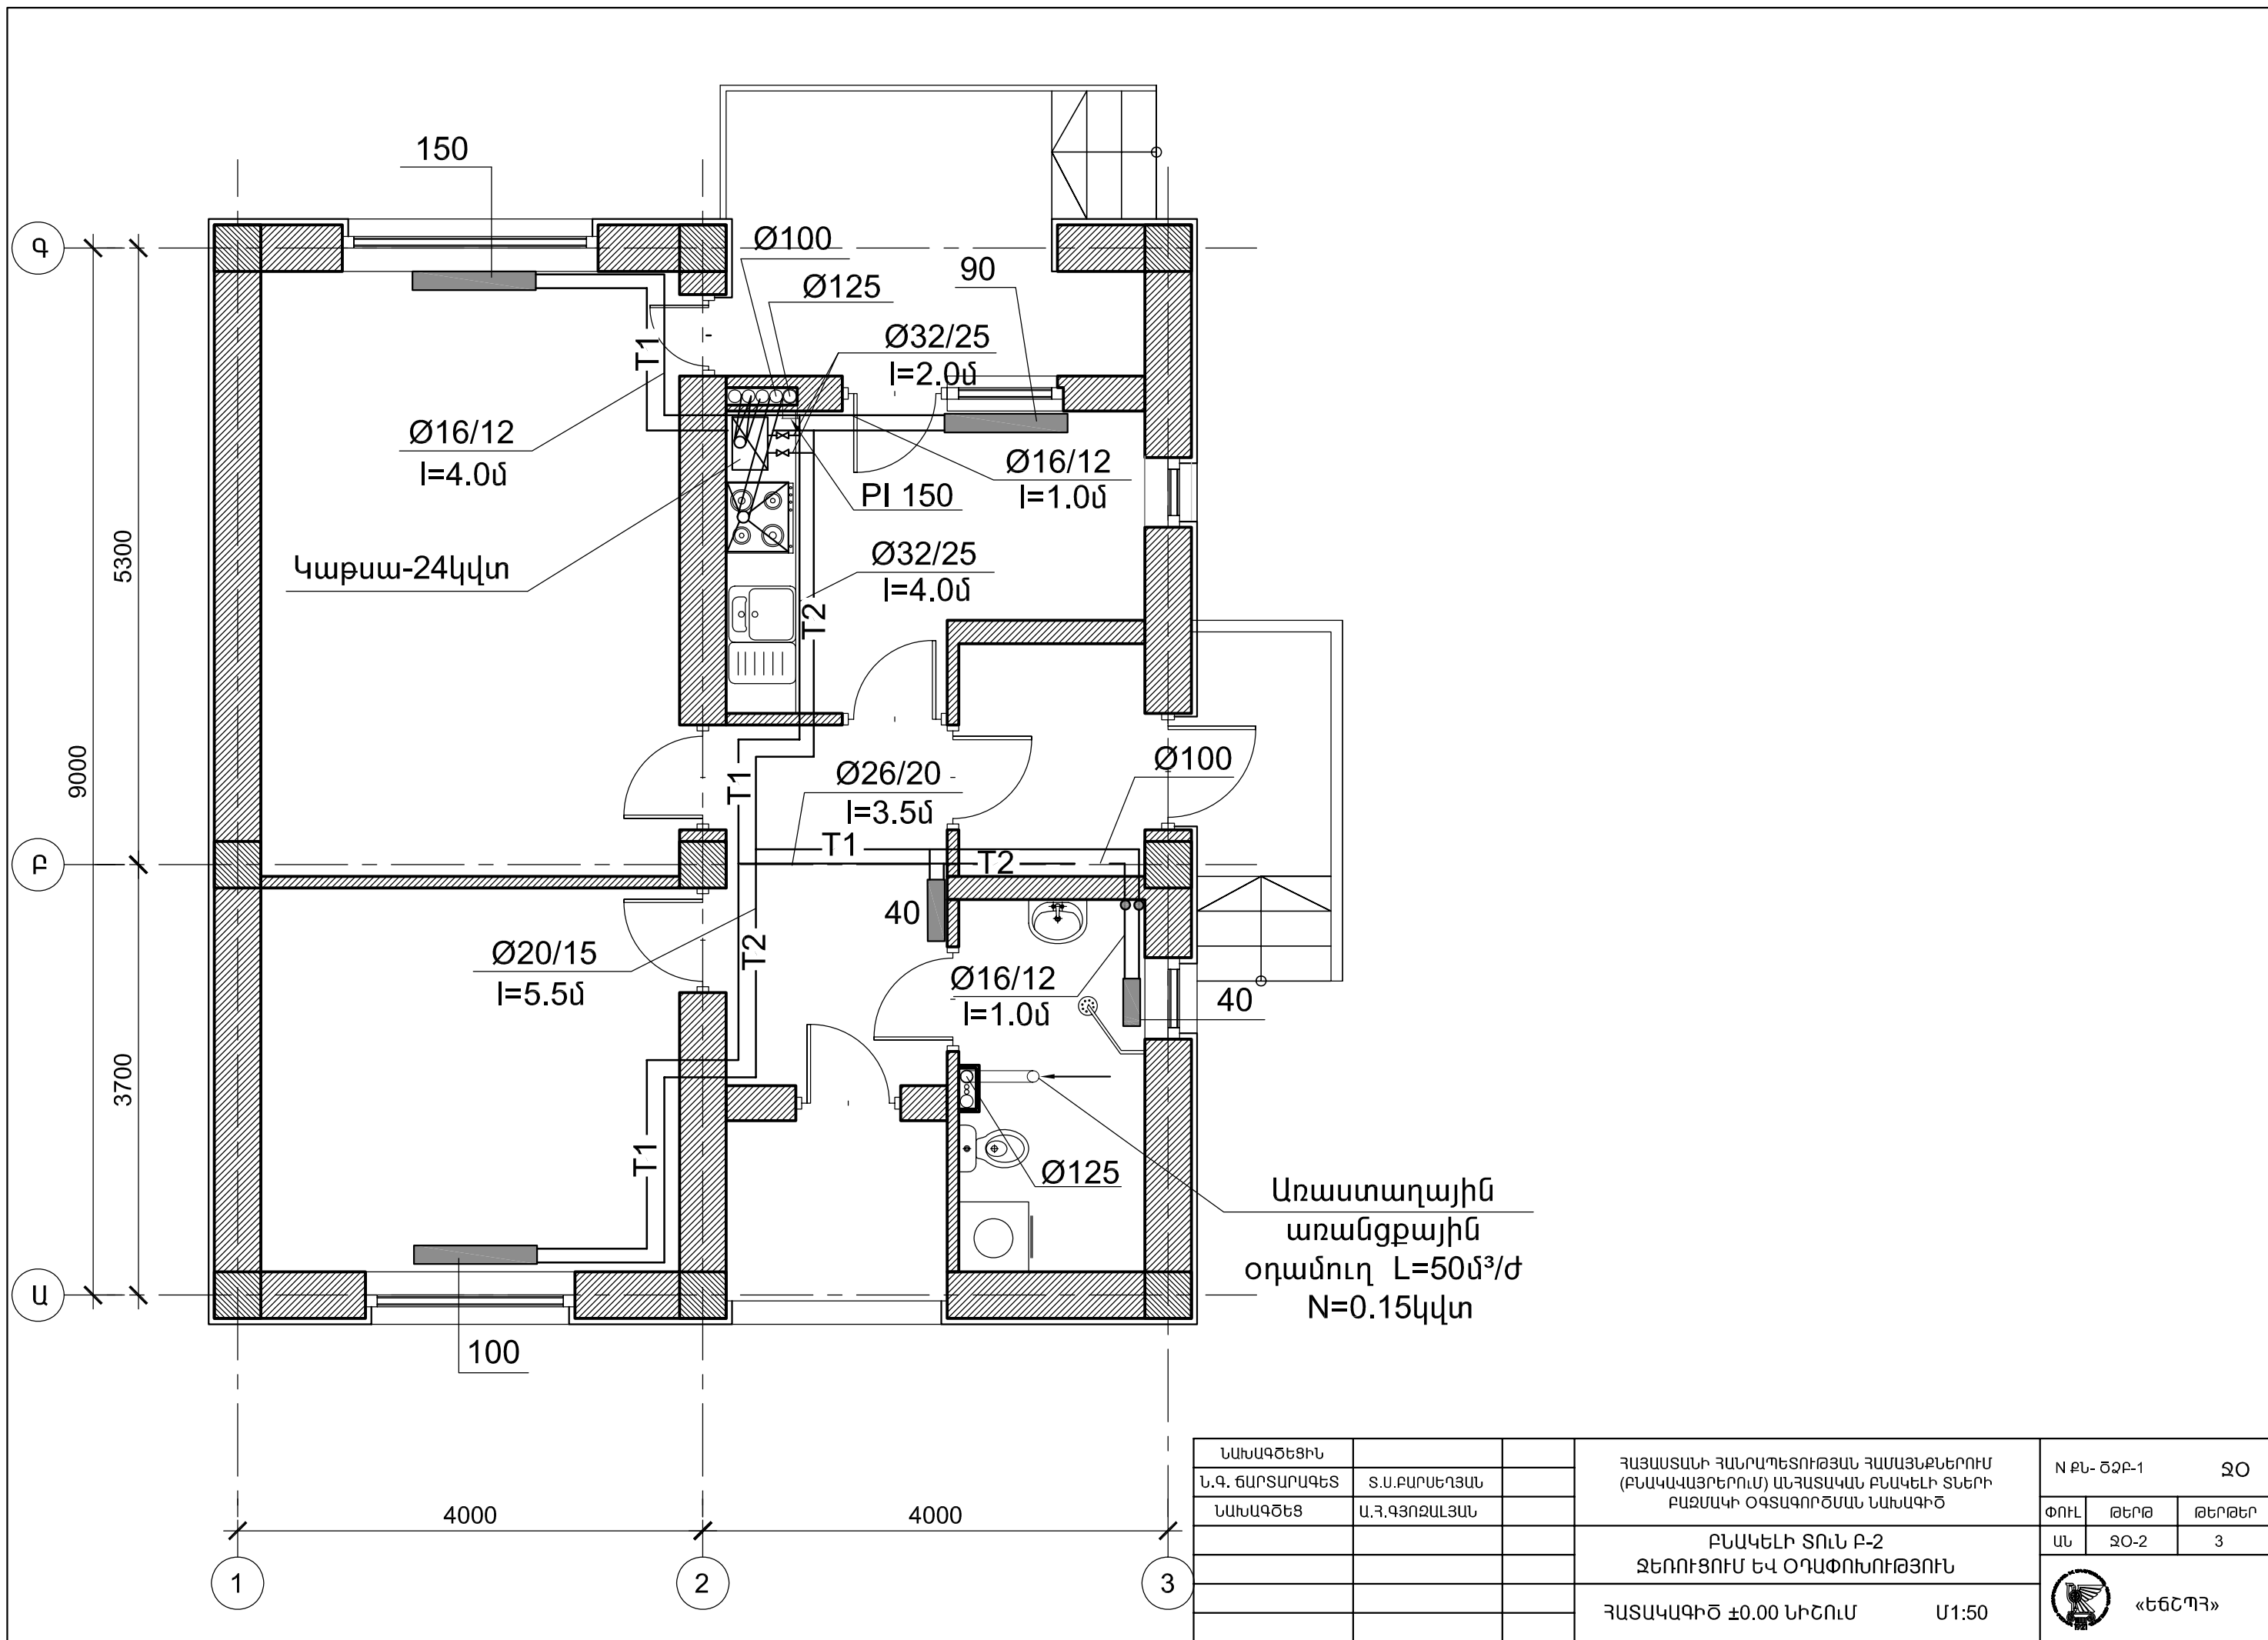 150
Գ
Ø100
Ø125
90
Ø32/25
l=2.0մ
T1
Ø16/12
l=4.0մ
Ø16/12
l=1.0մ
PI 150
Կաթսա-24կվտ
Ø32/25
l=4.0մ
5300
T2
9000
Ø100
T1
Ø26/20
l=3.5մ
T1
T2
Բ
40
T2
Ø20/15
l=5.5մ
Ø16/12
l=1.0մ
40
3700
T1
Ø125
Առաստաղային
առանցքային
օդամուղ L=50մ³/ժ
N=0.15կվտ
Ա
100
4000
4000
1
2
3
ՆԱԽԱԳԾԵՑԻՆ
Ն.Գ. ՃԱՐՏԱՐԱԳԵՏ Տ.Ս.ԲԱՐՍԵՂՅԱՆ
ՆԱԽԱԳԾԵՑ Ա.Հ.ԳՅՈԶԱԼՅԱՆ
ՀԱՅԱՍՏԱՆԻ ՀԱՆՐԱՊԵՏՈՒԹՅԱՆ ՀԱՄԱՅՆՔՆԵՐՈՒՄ
(ԲՆԱԿԱՎԱՅՐԵՐՈւՄ) ԱՆՀԱՏԱԿԱՆ ԲՆԱԿԵԼԻ ՏՆԵՐԻ
ԲԱԶՄԱԿԻ ՕԳՏԱԳՈՐԾՄԱՆ ՆԱԽԱԳԻԾ
ԲՆԱԿԵԼԻ ՏՈւՆ Բ-2
ՋԵՌՈՒՑՈՒՄ ԵՎ ՕԴԱՓՈԽՈՒԹՅՈՒՆ
ՀԱՏԱԿԱԳԻԾ ±0.00 ՆԻՇՈւՄ Մ1:50
N ՔՆ- ԾՁԲ-1 ՋՕ
ՓՈՒԼ ԹԵՐԹ ԹԵՐԹԵՐ
ԱՆ ՋՕ-2 3
«ԵՃՇՊՀ»